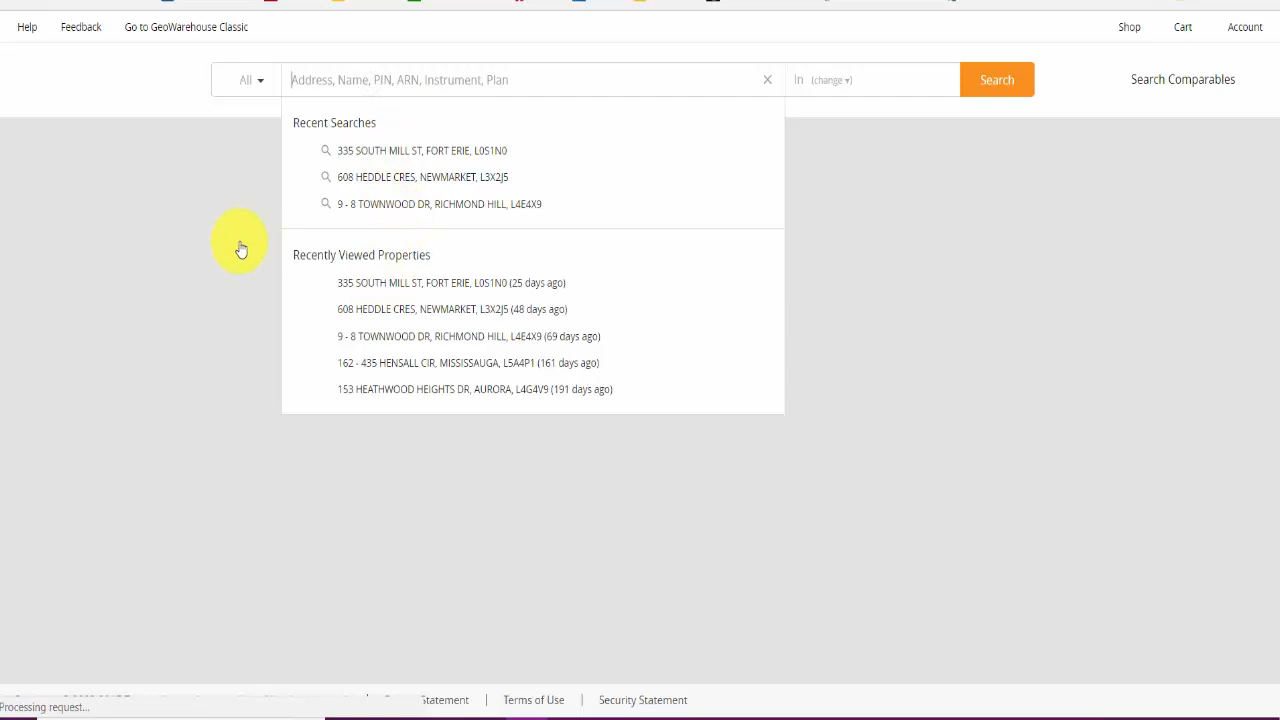 Help Feedback Go to GeoWarehouse Classic Shop Cart Account
All Address, Name, PIN, ARN, Instrument, Plan In (change ▾) Search Search Comparables
Recent Searches
335 SOUTH MILL ST, FORT ERIE, L0S1N0
608 HEDDLE CRES, NEWMARKET, L3X2J5
9 - 8 TOWNWOOD DR, RICHMOND HILL, L4E4X9
Recently Viewed Properties
335 SOUTH MILL ST, FORT ERIE, L0S1N0 (25 days ago)
608 HEDDLE CRES, NEWMARKET, L3X2J5 (48 days ago)
9 - 8 TOWNWOOD DR, RICHMOND HILL, L4E4X9 (69 days ago)
162 - 435 HENSALL CIR, MISSISSAUGA, L5A4P1 (161 days ago)
153 HEATHWOOD HEIGHTS DR, AURORA, L4G4V9 (191 days ago)
Statement | Terms of Use | Security Statement
Processing request...